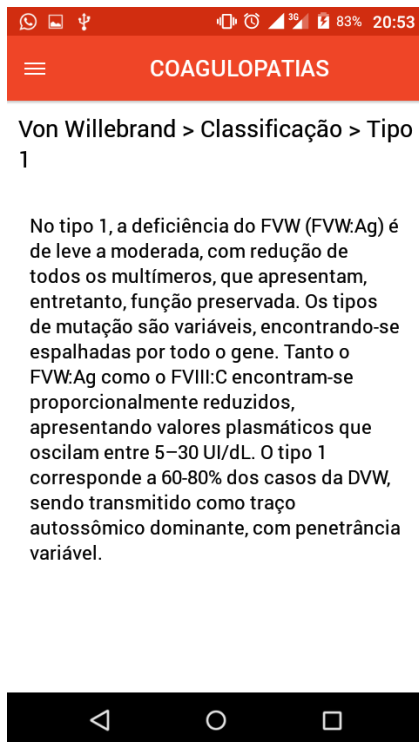 3G 83% 20:53
COAGULOPATIAS
Von Willebrand > Classificação > Tipo
1
No tipo 1, a deficiência do FVW (FVW:Ag) é
de leve a moderada, com redução de
todos os multímeros, que apresentam,
entretanto, função preservada. Os tipos
de mutação são variáveis, encontrando-se
espalhadas por todo o gene. Tanto o
FVW:Ag como o FVIII:C encontram-se
proporcionalmente reduzidos,
apresentando valores plasmáticos que
oscilam entre 5–30 UI/dL. O tipo 1
corresponde a 60-80% dos casos da DVW,
sendo transmitido como traço
autossômico dominante, com penetrância
variável.